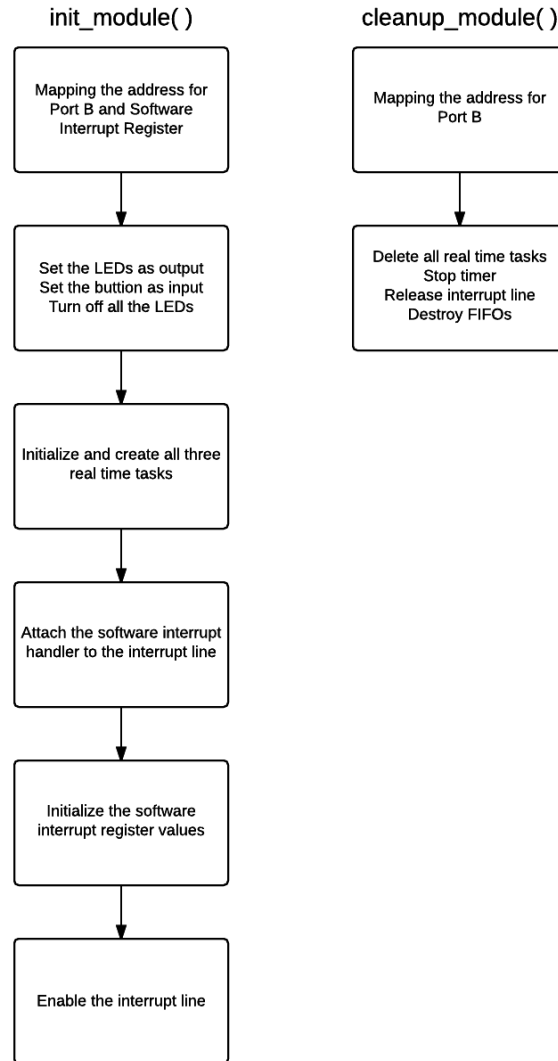 init_module( )
Mapping the address for
Port B and Software
Interrupt Register
Set the LEDs as output
Set the buttion as input
Turn off all the LEDs
Initialize and create all three
real time tasks
Attach the software interrupt
handler to the interrupt line
Initialize the software
interrupt register values
Enable the interrupt line
cleanup_module( )
Mapping the address for
Port B
Delete all real time tasks
Stop timer
Release interrupt line
Destroy FIFOs